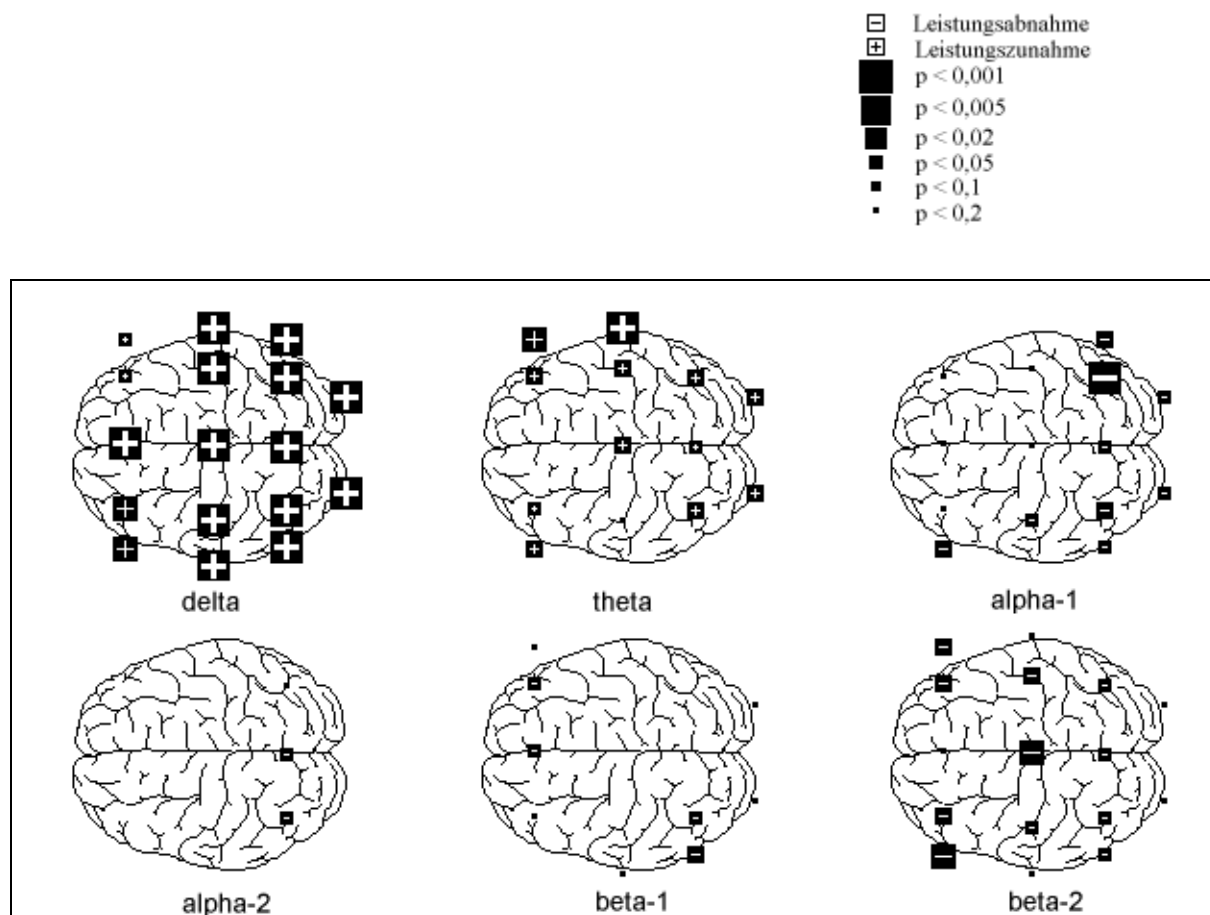 Leistungsabnahme
Leistungszunahme
p < 0,001
p < 0,005
p < 0,02
p < 0,05
p < 0,1
p < 0,2
delta theta alpha-1
alpha-2 beta-1 beta-2